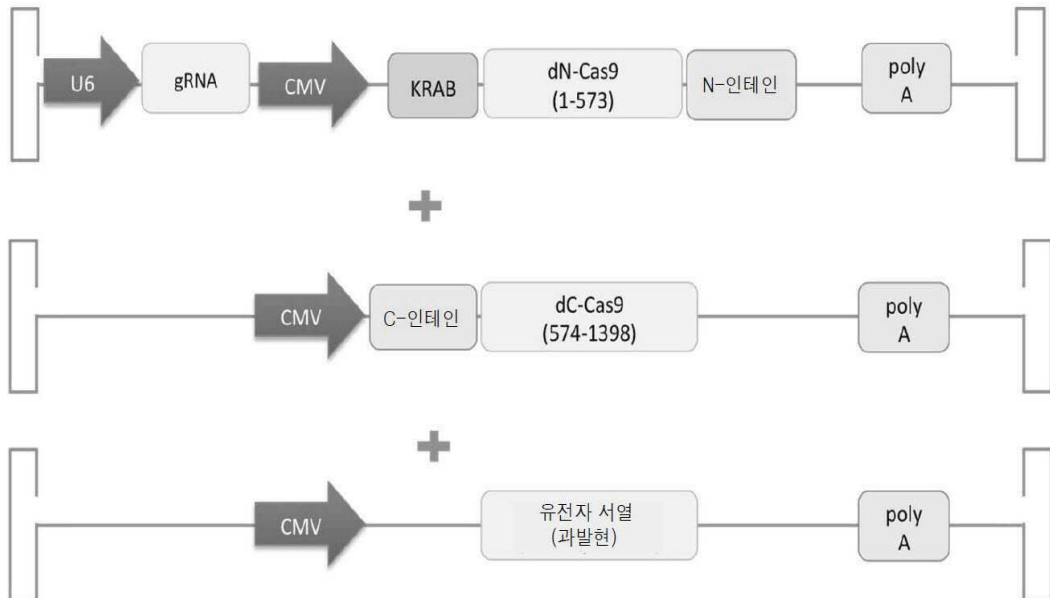 U6
gRNA
CMV
KRAB
dN-Cas9
(1-573)
N-인테인
poly
A
CMV
C-인테인
dC-Cas9
(574-1398)
poly
A
CMV
유전자 서열
(과발현)
poly
A